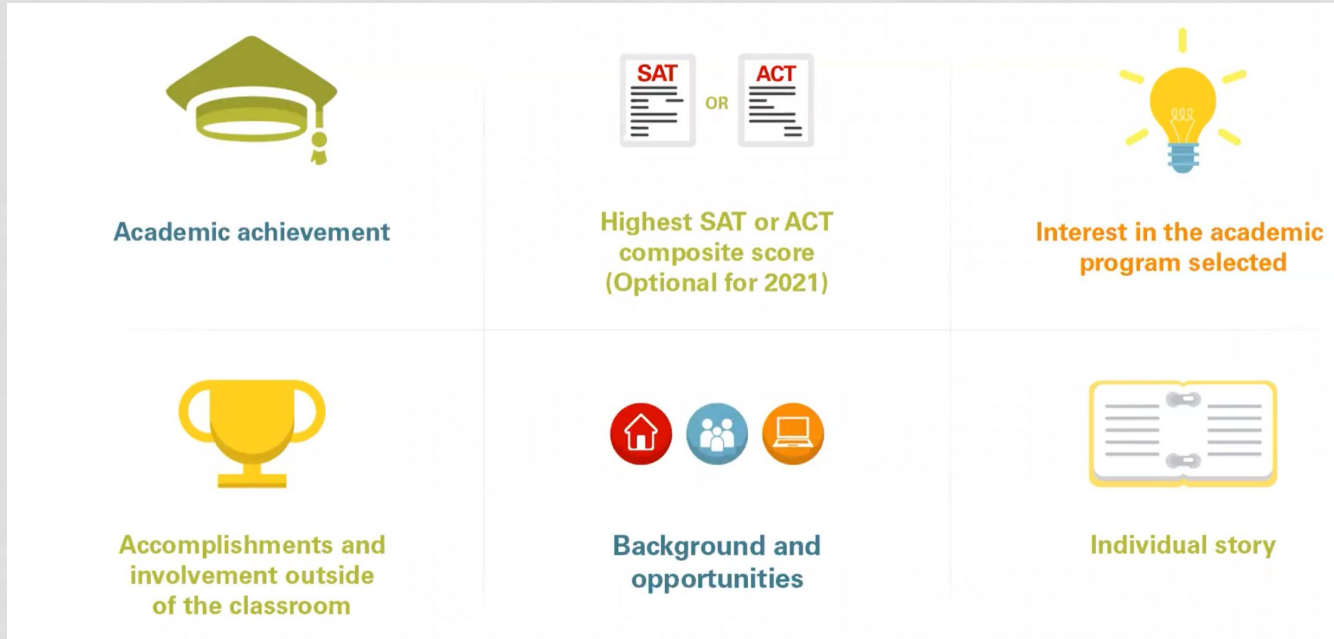 SAT
OR
ACT
Academic achievement
Highest SAT or ACT
composite score
(Optional for 2021)
Interest in the academic
program selected
Accomplishments and
involvement outside
of the classroom
Background and
opportunities
Individual story